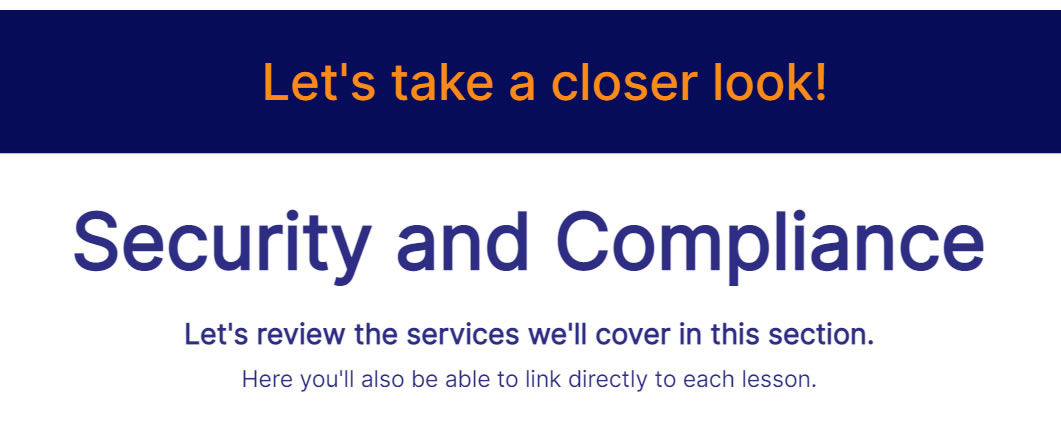 Let's take a closer look!
Security and Compliance
Let's review the services we'll cover in this section.
Here you'll also be able to link directly to each lesson.